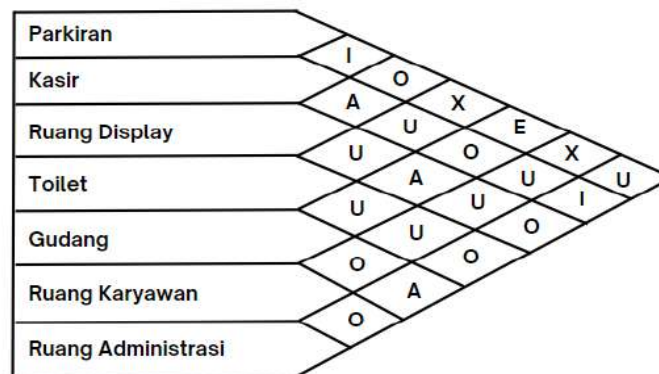 Parkiran
I
Kasir O
A X
Ruang Display U E
U O X
Toilet A U U
U U I
U O
Gudang O O
Ruang Karyawan A
O
Ruang Administrasi